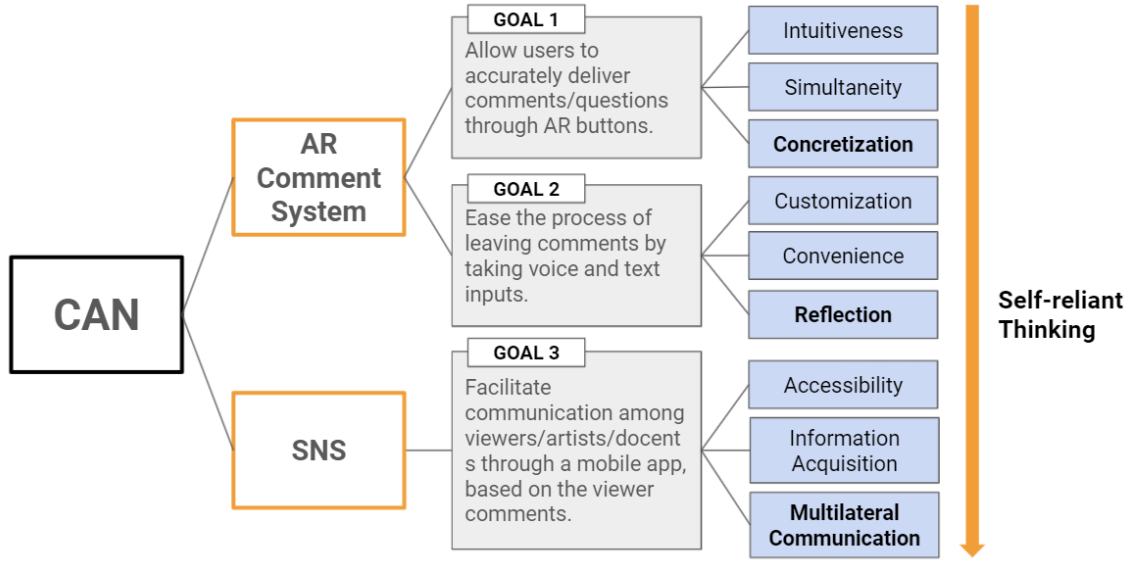 CAN
AR
Comment
System
SNS
GOAL 1
Allow users to
accurately deliver
comments/questions
through AR buttons.
GOAL 2
Ease the process of
leaving comments by
taking voice and text
inputs.
GOAL 3
Facilitate
communication among
viewers/artists/docent
s through a mobile app,
based on the viewer
comments.
Intuitiveness
Simultaneity
Concretization
Customization
Convenience
Reflection
Accessibility
Information
Acquisition
Multilateral
Communication
Self-reliant
Thinking